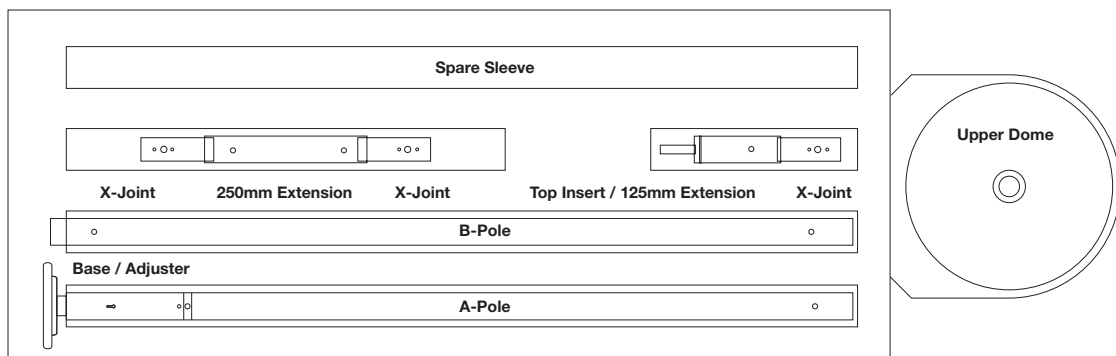 Spare Sleeve
Upper Dome
X-Joint 250mm Extension X-Joint Top Insert / 125mm Extension X-Joint
B-Pole
Base / Adjuster
A-Pole